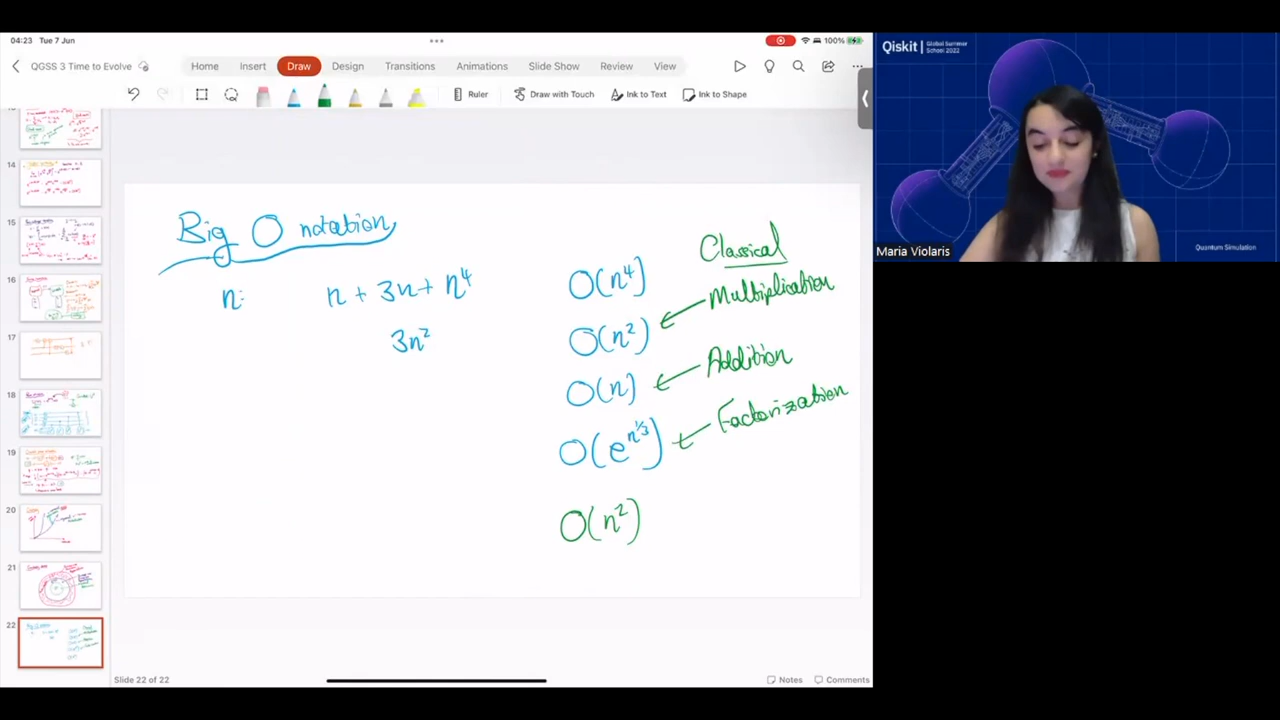 04:23 Tue 7 Jun
100%
QGSS 3 Time to Evolve
Home Insert Draw Design Transitions Animations Slide Show Review View
Ruler Draw with Touch Ink to Text Ink to Shape
Qiskit | Global Summer School 2022
Maria Violaris
Quantum Simulation
14
15
16
17
18
19
20
21
22
Big O notation
Classical
n: n + 3n + n⁴ O(n⁴)
Multiplication
3n² O(n²)
Addition
O(n)
Factorization
O(e^n^1/3)
O(n²)
Slide 22 of 22
Notes Comments